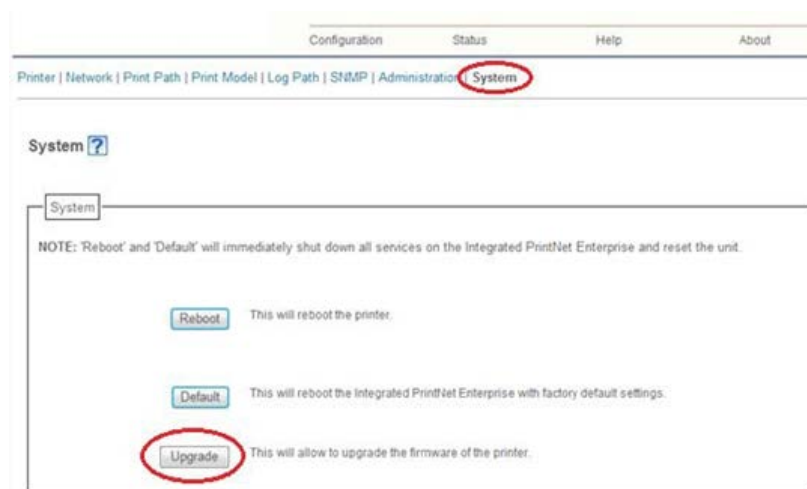 Configuration Status Help About
Printer | Network | Print Path | Print Model | Log Path | SNMP | Administration | System
System ?
System
NOTE: 'Reboot' and 'Default' will immediately shut down all services on the Integrated PrintNet Enterprise and reset the unit.
Reboot This will reboot the printer.
Default This will reboot the Integrated PrintNet Enterprise with factory default settings.
Upgrade This will allow to upgrade the firmware of the printer.